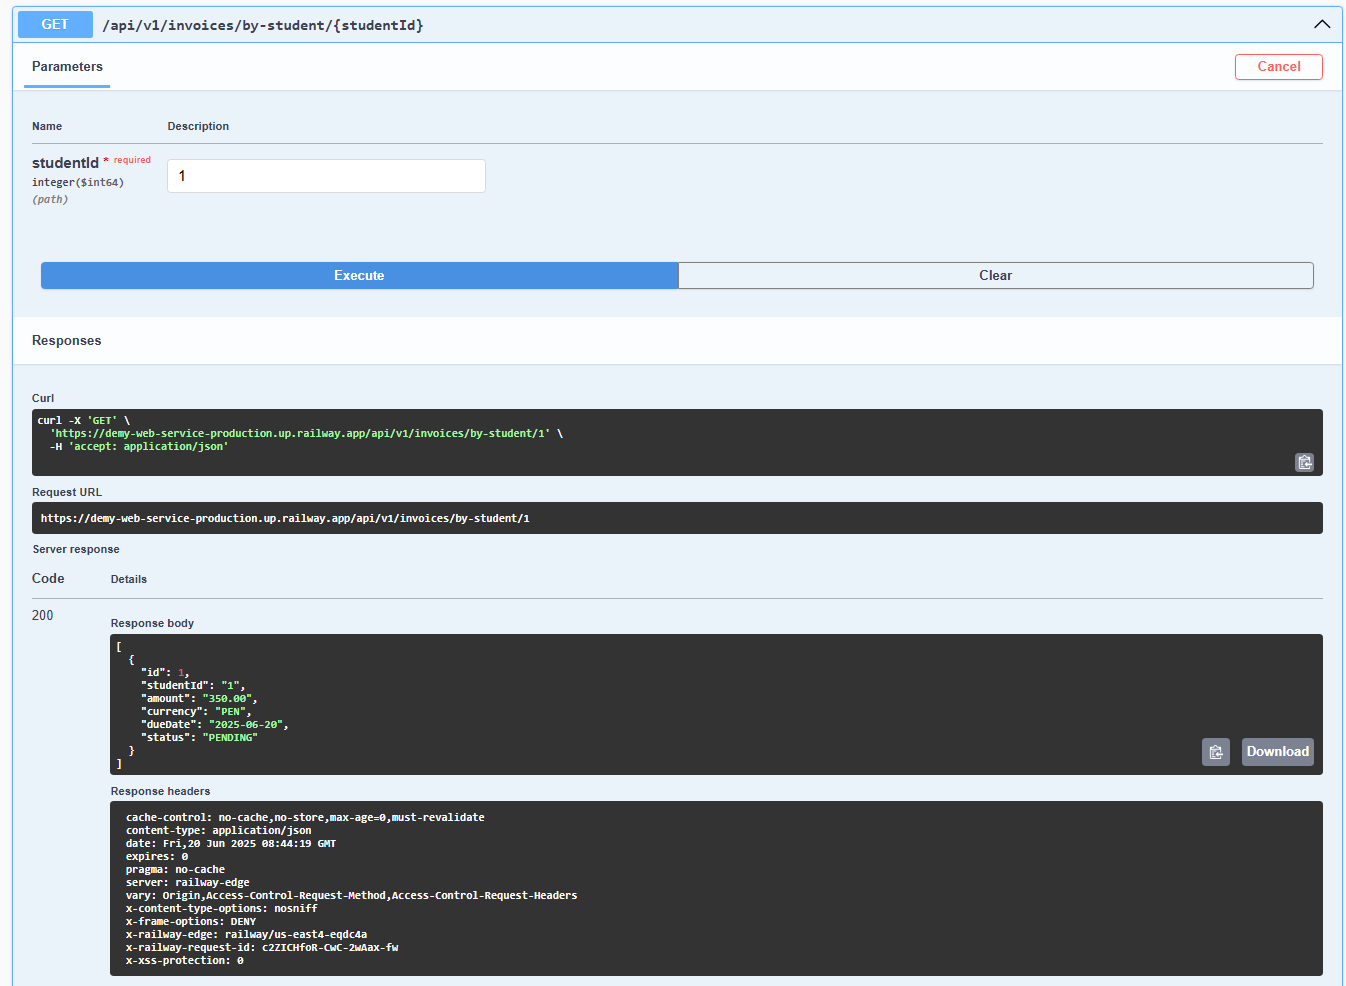 GET /api/v1/invoices/by-student/{studentId}
Parameters
Cancel
Name Description
studentId * required
integer($int64)
(path)
1
Execute Clear
Responses
Curl
curl -X 'GET' \
'https://demy-web-service-production.up.railway.app/api/v1/invoices/by-student/1' \
-H 'accept: application/json'
Request URL
https://demy-web-service-production.up.railway.app/api/v1/invoices/by-student/1
Server response
Code Details
200
Response body
[
{
"id": 1,
"studentId": "1",
"amount": "350.00",
"currency": "PEN",
"dueDate": "2025-06-20",
"status": "PENDING"
}
]
Download
Response headers
cache-control: no-cache,no-store,max-age=0,must-revalidate
content-type: application/json
date: Fri,20 Jun 2025 08:44:19 GMT
expires: 0
pragma: no-cache
server: railway-edge
vary: Origin,Access-Control-Request-Method,Access-Control-Request-Headers
x-content-type-options: nosniff
x-frame-options: DENY
x-railway-edge: railway/us-east4-eqdc4a
x-railway-request-id: c2ZICHfoR-CWC-2wAax-fw
x-xss-protection: 0